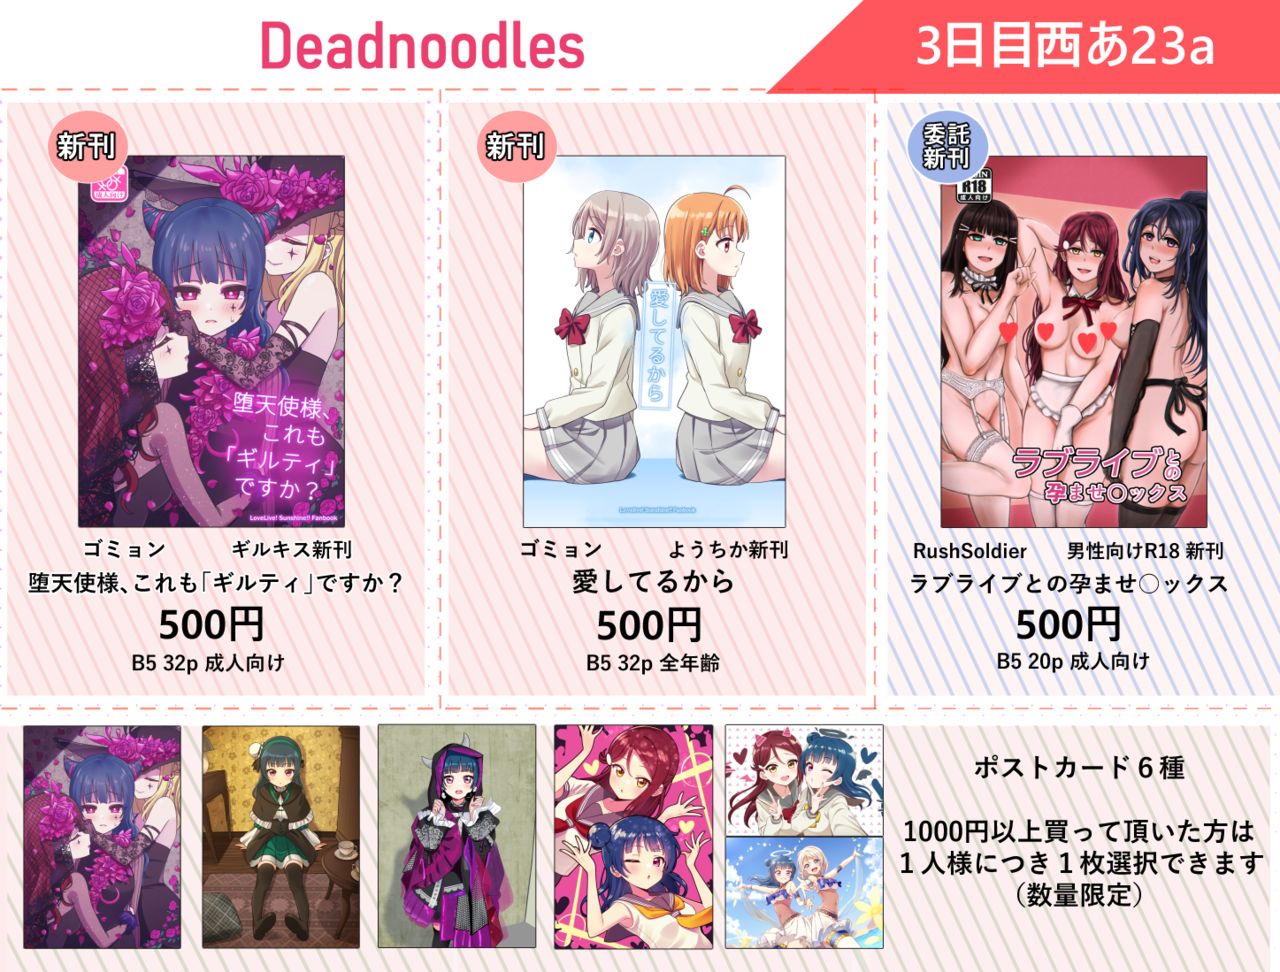 Deadnoodles
3日目西あ23a
新刊
成人向け
堕天使様、
これも
「ギルティ」
ですか？
LoveLive! Sunshine!! Fanbook
ゴミョン ギルキス新刊
堕天使様、これも「ギルティ」ですか？
500円
B5 32p 成人向け
新刊
愛してるから
LoveLive! Sunshine!! Fanbook
ゴミョン ようちか新刊
愛してるから
500円
B5 32p 全年齢
委託
新刊
R18
成人向け
ラブライブとの
孕ませ〇ックス
RushSoldier 男性向けR18 新刊
ラブライブとの孕ませ〇ックス
500円
B5 20p 成人向け
ポストカード６種
1000円以上買って頂いた方は
１人様につき１枚選択できます
（数量限定）